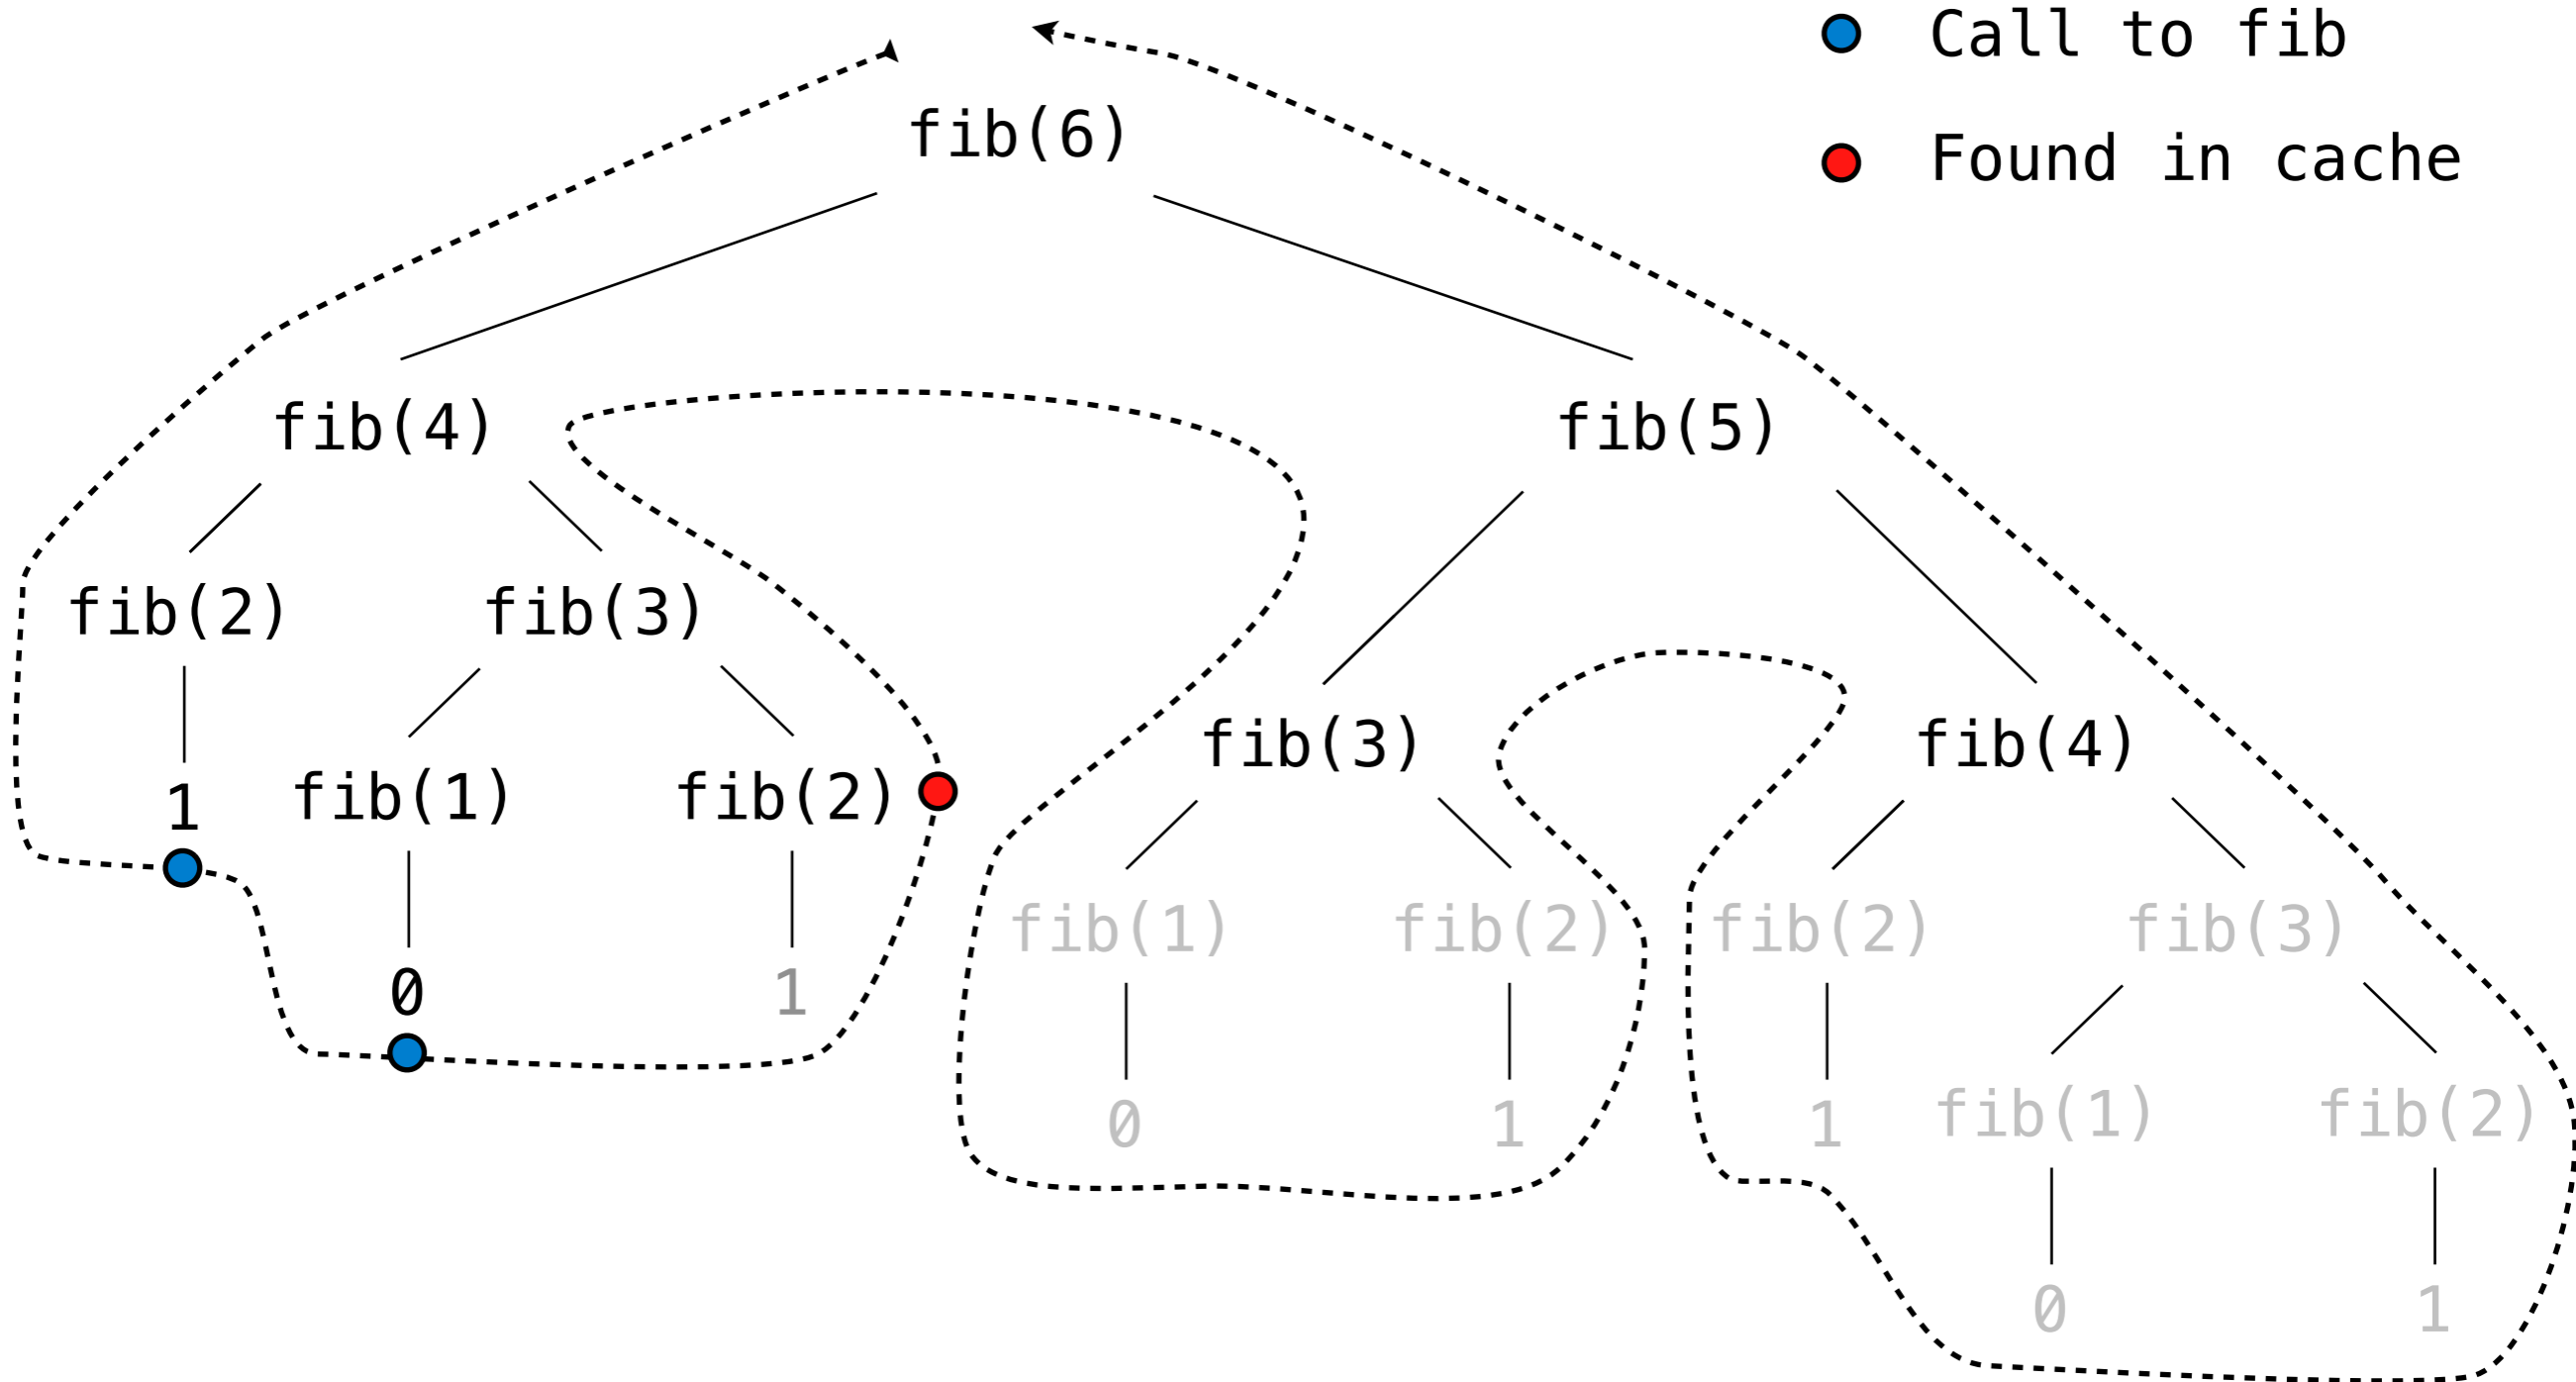 Call to fib
Found in cache
fib(6)
fib(4) fib(5)
fib(2) fib(3)
fib(3) fib(4)
1 fib(1) fib(2)
fib(1) fib(2) fib(2) fib(3)
0 1
0 1 1 fib(1) fib(2)
0 1